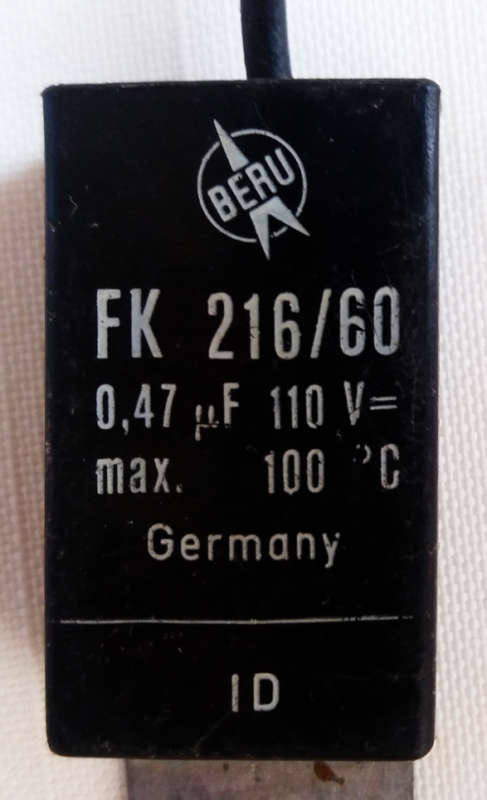 BERU
FK 216/60
0,47 µF 110 V=
max. 100 °C
Germany
ID